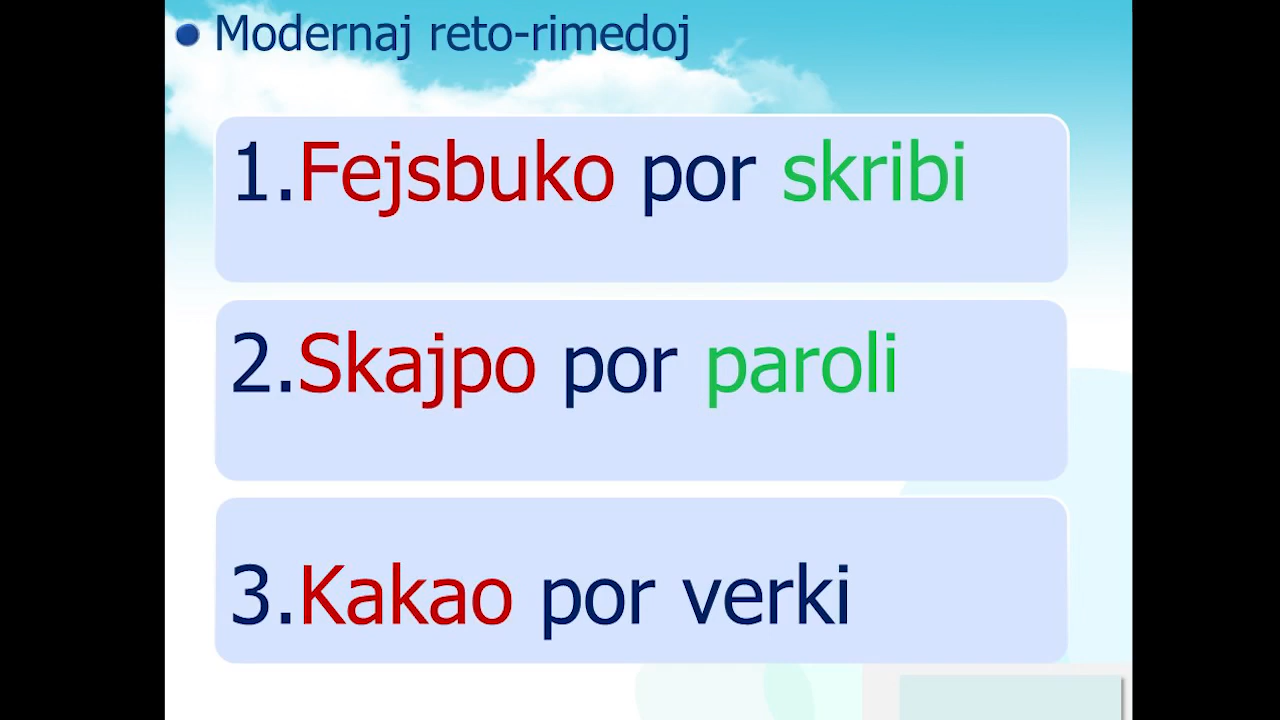 Modernaj reto-rimedoj
1.Fejsbuko por skribi
2.Skajpo por paroli
3.Kakao por verki